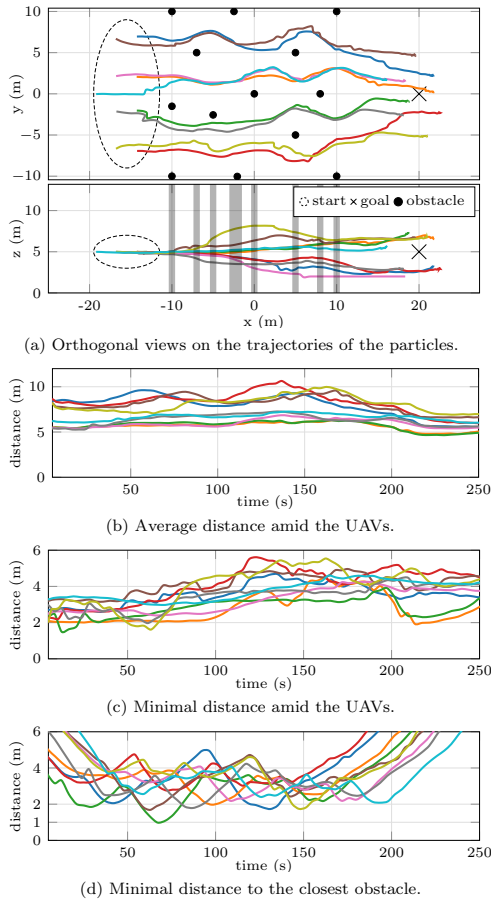 10
5
0
−5
−10
y (m)
start × goal ● obstacle
10
5
0
z (m)
-20 -10 0 10 20
x (m)
(a) Orthogonal views on the trajectories of the particles.
10
5
0
distance (m)
50 100 150 200 250
time (s)
(b) Average distance amid the UAVs.
6
4
2
0
distance (m)
50 100 150 200 250
time (s)
(c) Minimal distance amid the UAVs.
6
4
2
1
0
distance (m)
50 100 150 200 250
time (s)
(d) Minimal distance to the closest obstacle.